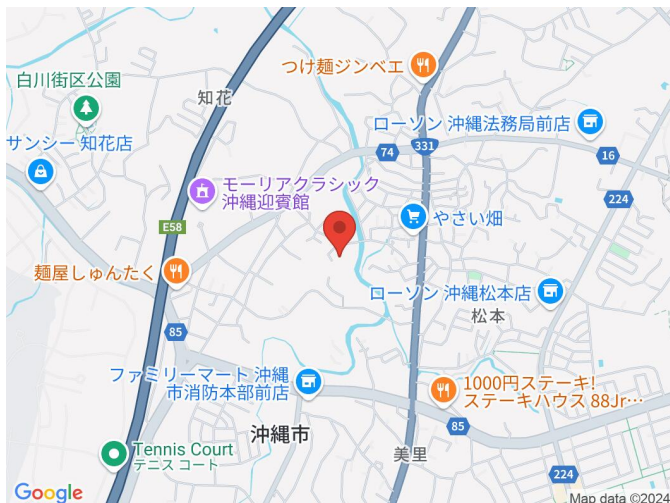 つけ麺ジンベエ
白川街区公園
知花
ローソン 沖縄法務局前店
サンシー 知花店
331
74
16
モーリアクラシック
沖縄迎賓館
224
やさい畑
E58
麺屋しゅんたく
ローソン 沖縄松本店
松本
85
ファミリーマート 沖縄
市消防本部前店
1000円ステーキ!
ステーキハウス 88Jr…
85
沖縄市
美里
Tennis Court
テニス コート
224
Google
Map data ©2024